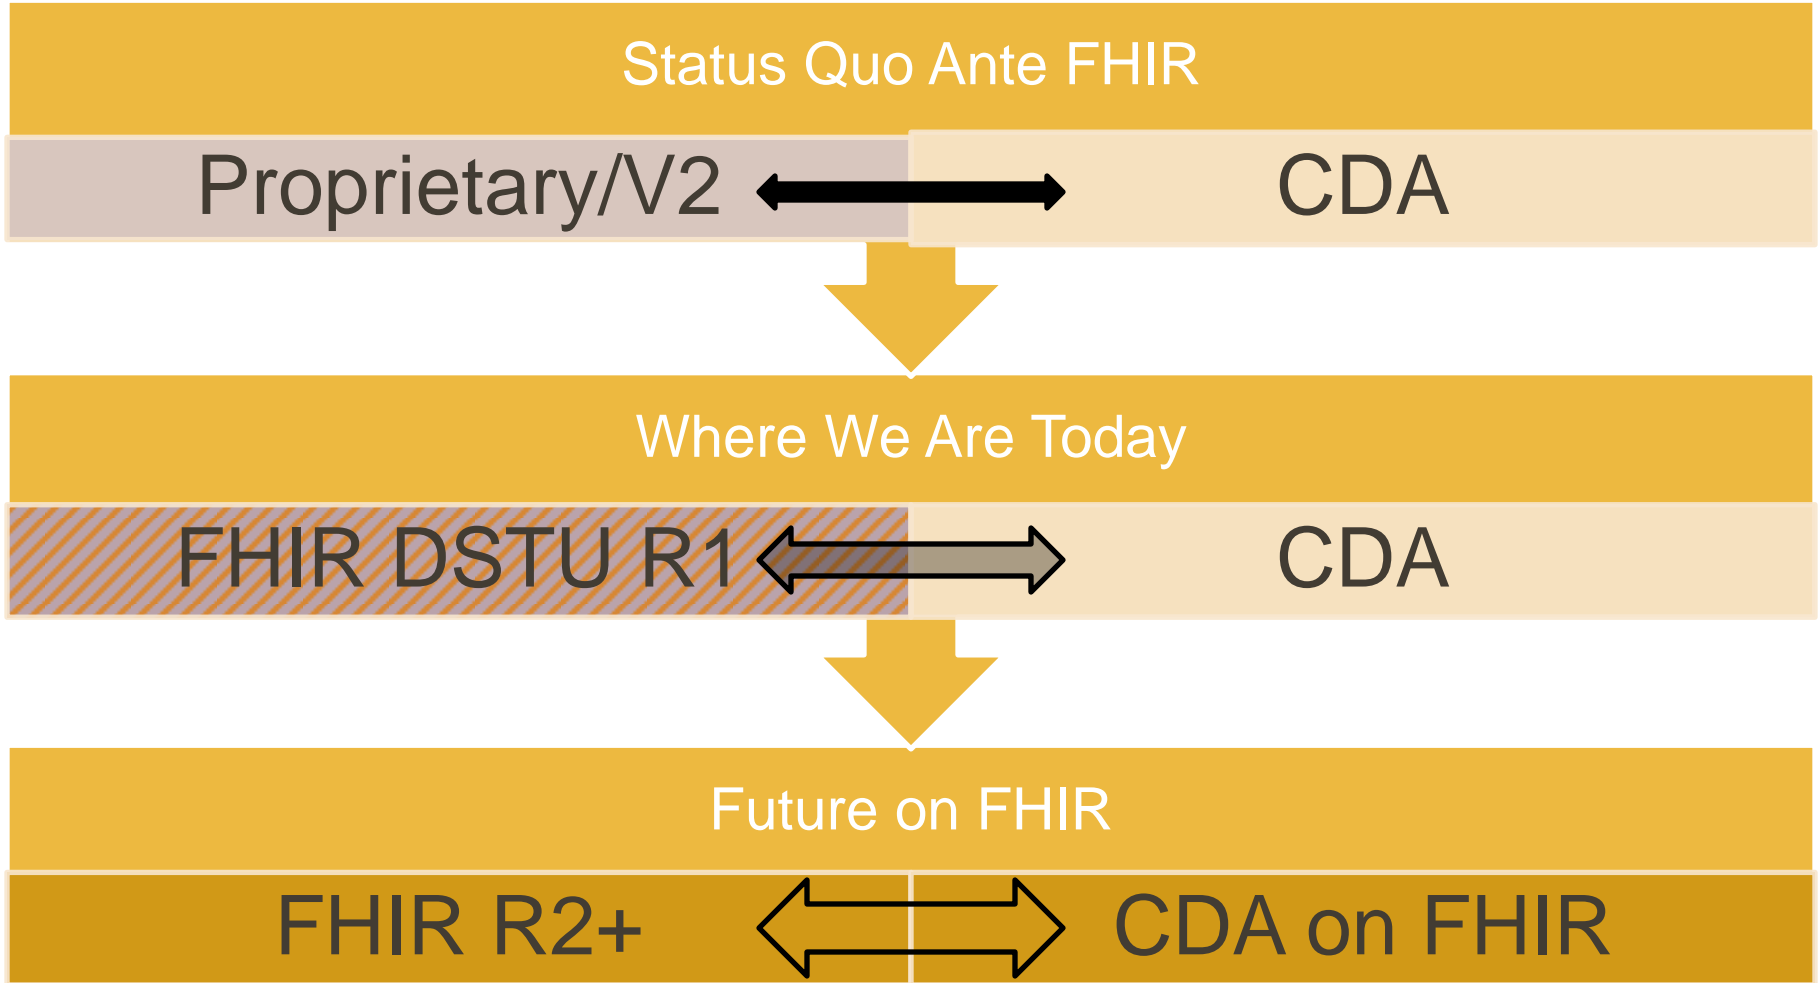 Status Quo Ante FHIR
Proprietary/V2 CDA
Where We Are Today
FHIR DSTU R1 CDA
Future on FHIR
FHIR R2+ CDA on FHIR